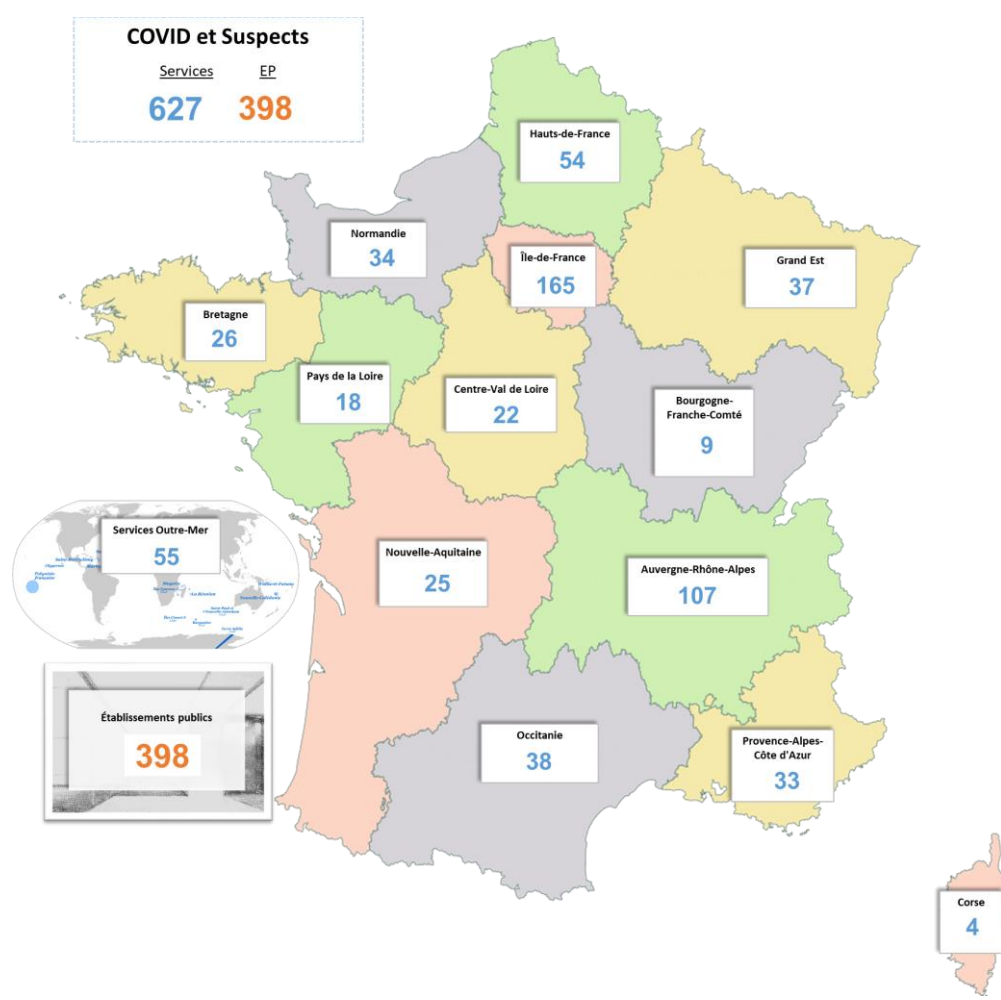 COVID et Suspects
Services EP
627 398
Hauts-de-France
54
Normandie
34
Île-de-France
165
Grand Est
37
Bretagne
26
Pays de la Loire
18
Centre-Val de Loire
22
Bourgogne-
Franche-Comté
9
Services Outre-Mer
55
Nouvelle-Aquitaine
25
Auvergne-Rhône-Alpes
107
Établissements publics
398
Occitanie
38
Provence-Alpes-
Côte d'Azur
33
Corse
4